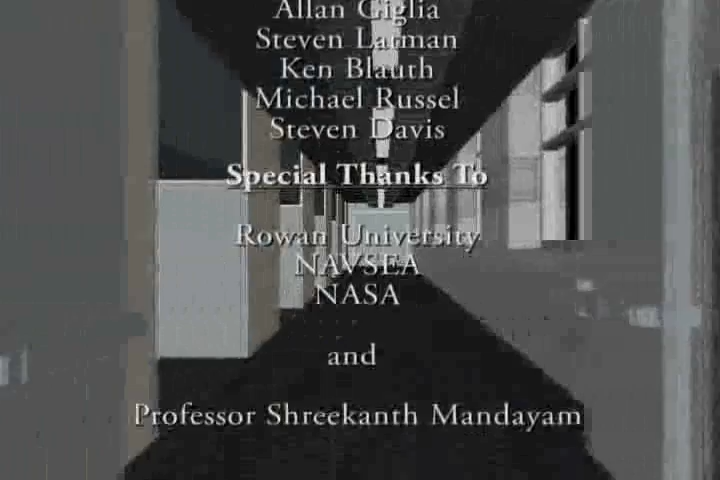 Allan Giglia
Steven Latman
Ken Blauth
Michael Russel
Steven Davis
Special Thanks To
Rowan University
NAVSEA
NASA
and
Professor Shreekanth Mandayam